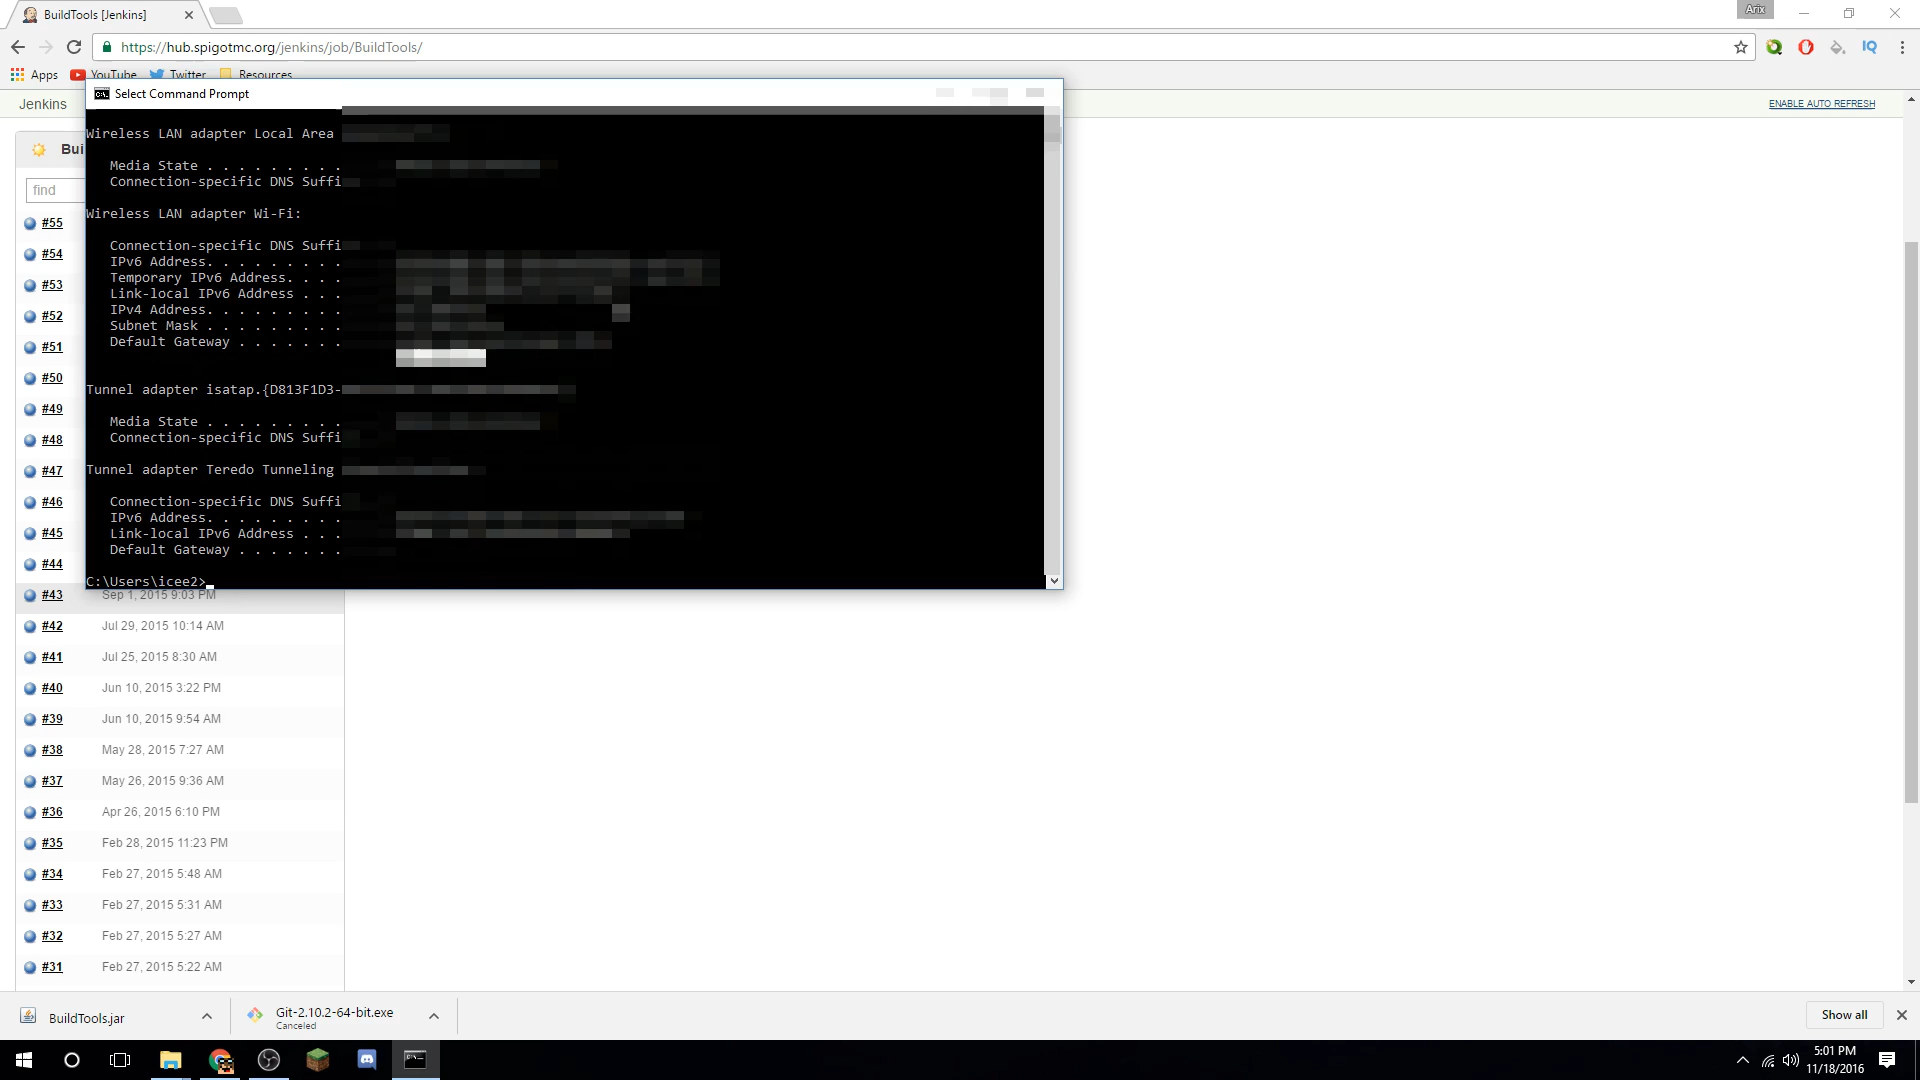 BuildTools [Jenkins]
Arix
https://hub.spigotmc.org/jenkins/job/BuildTools/
IQ
Apps
YouTube
Twitter
Resources
Select Command Prompt
Jenkins
ENABLE AUTO REFRESH
Bui
find
Wireless LAN adapter Local Area
Media State . . . . . . . . .
Connection-specific DNS Suffi
Wireless LAN adapter Wi-Fi:
Connection-specific DNS Suffi
IPv6 Address. . . . . . . . .
Temporary IPv6 Address. . . .
Link-local IPv6 Address . . .
IPv4 Address. . . . . . . . .
Subnet Mask . . . . . . . . .
Default Gateway . . . . . . .
Tunnel adapter isatap.{D813F1D3-
Media State . . . . . . . . .
Connection-specific DNS Suffi
Tunnel adapter Teredo Tunneling
Connection-specific DNS Suffi
IPv6 Address. . . . . . . . .
Link-local IPv6 Address . . .
Default Gateway . . . . . . .
C:\Users\icee2>
#55
#54
#53
#52
#51
#50
#49
#48
#47
#46
#45
#44
#43 Sep 1, 2015 9:03 PM
#42 Jul 29, 2015 10:14 AM
#41 Jul 25, 2015 8:30 AM
#40 Jun 10, 2015 3:22 PM
#39 Jun 10, 2015 9:54 AM
#38 May 28, 2015 7:27 AM
#37 May 26, 2015 9:36 AM
#36 Apr 26, 2015 6:10 PM
#35 Feb 28, 2015 11:23 PM
#34 Feb 27, 2015 5:48 AM
#33 Feb 27, 2015 5:31 AM
#32 Feb 27, 2015 5:27 AM
#31 Feb 27, 2015 5:22 AM
BuildTools.jar
Git-2.10.2-64-bit.exe
Canceled
Show all
5:01 PM
11/18/2016